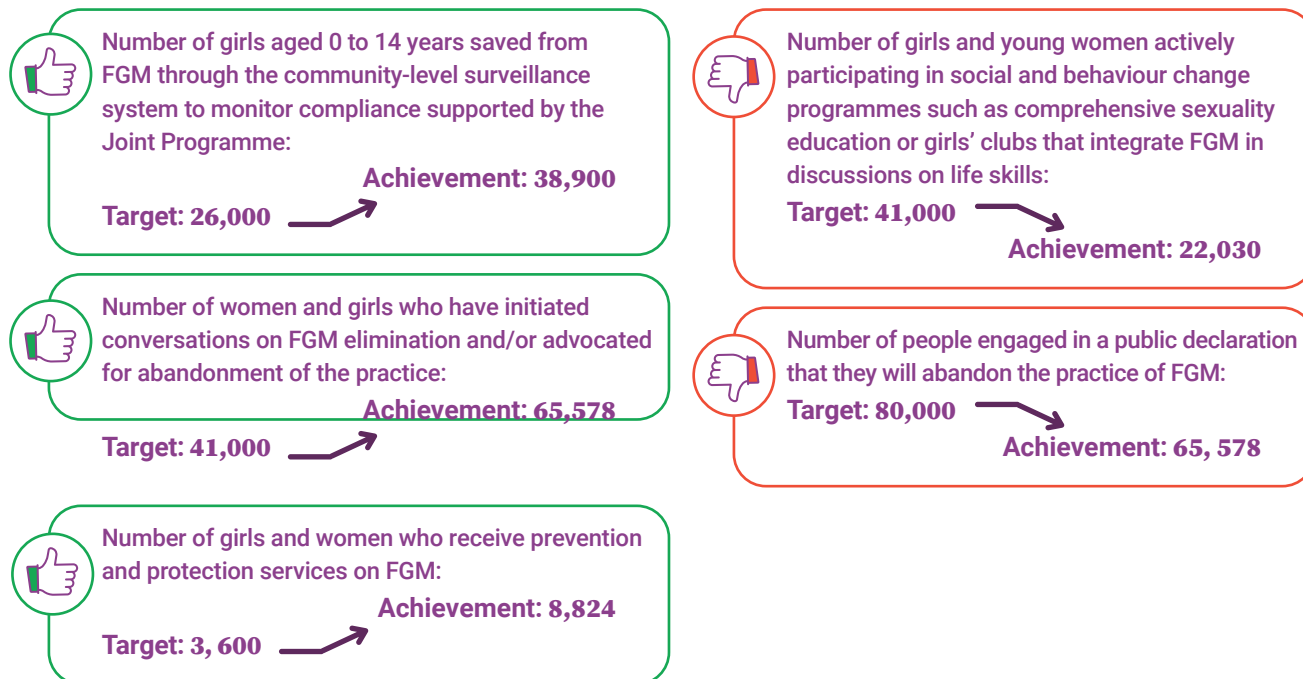 Number of girls aged 0 to 14 years saved from
FGM through the community-level surveillance
system to monitor compliance supported by the
Joint Programme:
Achievement: 38,900
Target: 26,000
Number of women and girls who have initiated
conversations on FGM elimination and/or advocated
for abandonment of the practice:
Achievement: 65,578
Target: 41,000
Number of girls and women who receive prevention
and protection services on FGM:
Achievement: 8,824
Target: 3, 600
Number of girls and young women actively
participating in social and behaviour change
programmes such as comprehensive sexuality
education or girls’ clubs that integrate FGM in
discussions on life skills:
Target: 41,000
Achievement: 22,030
Number of people engaged in a public declaration
that they will abandon the practice of FGM:
Target: 80,000
Achievement: 65, 578